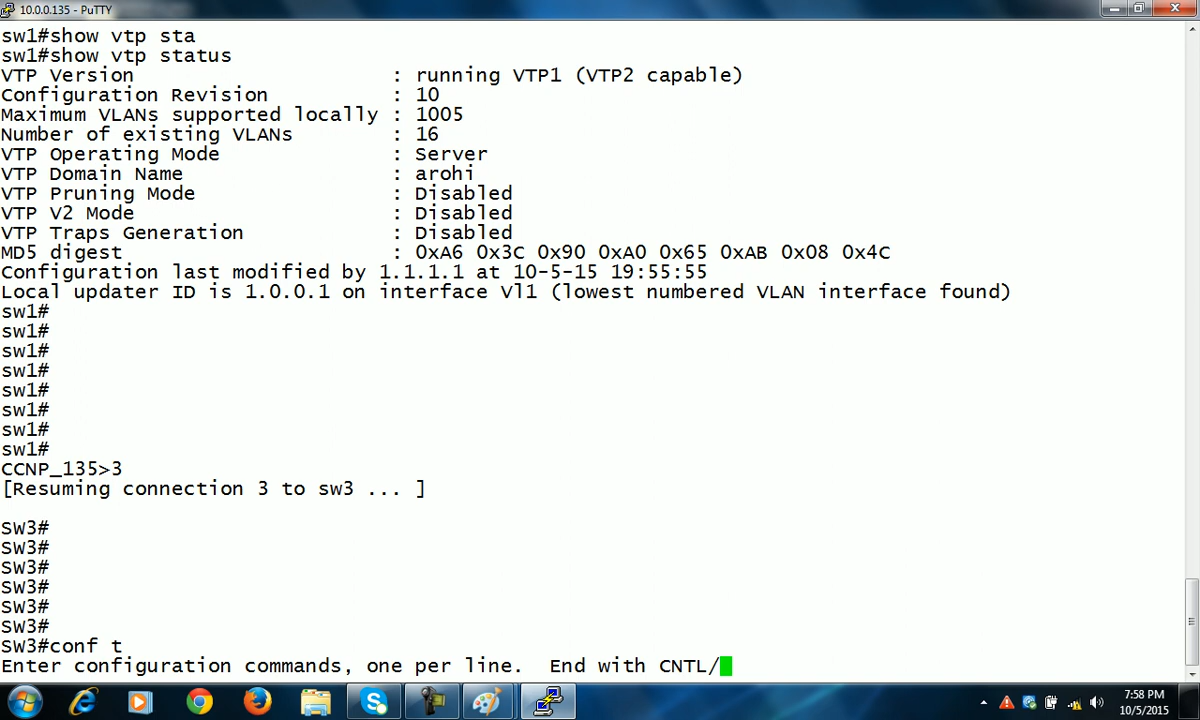 10.0.0.135 - PuTTY
sw1#show vtp sta
sw1#show vtp status
VTP Version                     : running VTP1 (VTP2 capable)
Configuration Revision          : 10
Maximum VLANs supported locally : 1005
Number of existing VLANs        : 16
VTP Operating Mode              : Server
VTP Domain Name                 : arohi
VTP Pruning Mode                : Disabled
VTP V2 Mode                     : Disabled
VTP Traps Generation            : Disabled
MD5 digest                      : 0xA6 0x3C 0x90 0xA0 0x65 0xAB 0x08 0x4C
Configuration last modified by 1.1.1.1 at 10-5-15 19:55:55
Local updater ID is 1.0.0.1 on interface Vl1 (lowest numbered VLAN interface found)
sw1#
sw1#
sw1#
sw1#
sw1#
sw1#
sw1#
sw1#
CCNP_135>3
[Resuming connection 3 to sw3 ... ]
SW3#
SW3#
SW3#
SW3#
SW3#
SW3#
SW3#conf t
Enter configuration commands, one per line.  End with CNTL/
7:58 PM
10/5/2015